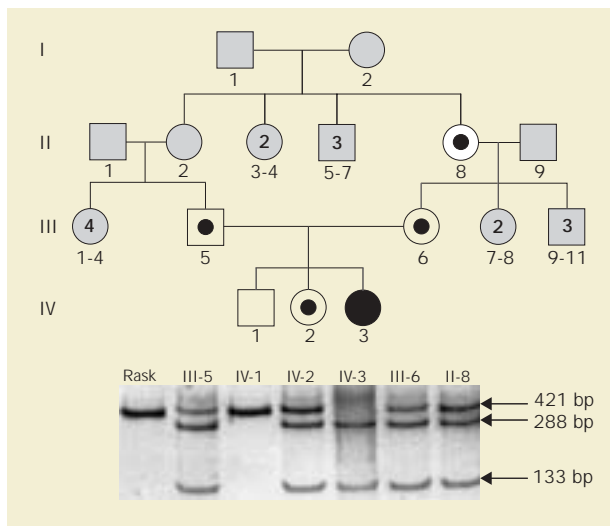 I
1 2
II
2 3
1 2 3-4 5-7 8 9
III
4 2 3
1-4 5 6 7-8 9-11
IV
1 2 3
Rask III-5 IV-1 IV-2 IV-3 III-6 II-8
421 bp
288 bp
133 bp